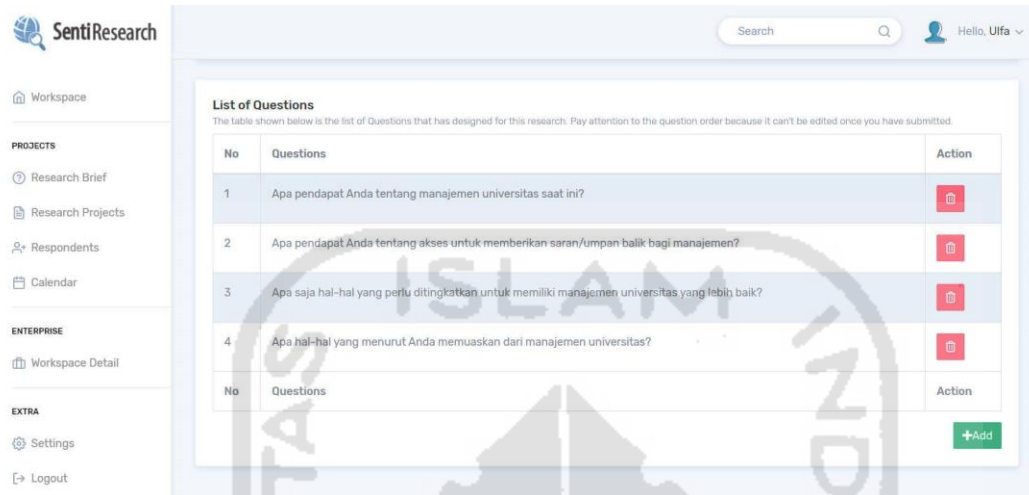 SentiResearch
Search
Hello, Ulfa
Workspace
PROJECTS
Research Brief
Research Projects
Respondents
Calendar
ENTERPRISE
Workspace Detail
EXTRA
Settings
Logout
List of Questions
The table shown below is the list of Questions that has designed for this research. Pay attention to the question order because it can't be edited once you have submitted.
No Questions Action
1 Apa pendapat Anda tentang manajemen universitas saat ini?
2 Apa pendapat Anda tentang akses untuk memberikan saran/umpan balik bagi manajemen?
3 Apa saja hal-hal yang perlu ditingkatkan untuk memiliki manajemen universitas yang lebih baik?
4 Apa hal-hal yang menurut Anda memuaskan dari manajemen universitas?
No Questions Action
+Add
ISLAM